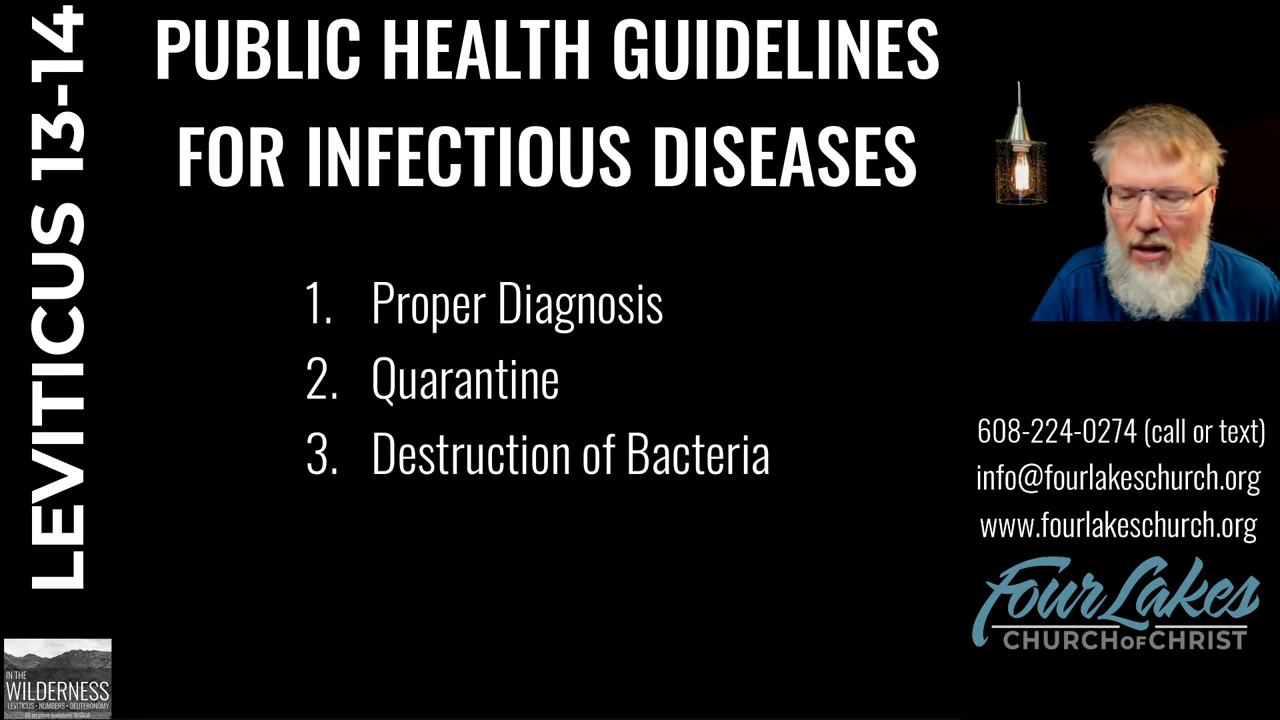 LEVITICUS 13-14
PUBLIC HEALTH GUIDELINES
FOR INFECTIOUS DISEASES
1. Proper Diagnosis
2. Quarantine
3. Destruction of Bacteria
608-224-0274 (call or text)
info@fourlakeschurch.org
www.fourlakeschurch.org
Four Lakes
CHURCH OF CHRIST
IN THE
WILDERNESS
LEVITICUS • NUMBERS • DEUTERONOMY